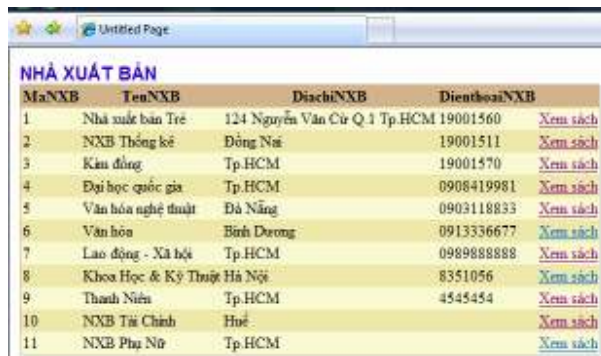 Untitled Page
NHÀ XUẤT BẢN
MaNXB TenNXB DiachiNXB DienthoaiNXB
1 Nhà xuất bản Trẻ 124 Nguyễn Văn Cừ Q.1 Tp.HCM 19001560 Xem sách
2 NXB Thống kê Đồng Nai 19001511 Xem sách
3 Kim đồng Tp.HCM 19001570 Xem sách
4 Đại học quốc gia Tp.HCM 0908419981 Xem sách
5 Văn hóa nghệ thuật Đà Nẵng 0903118833 Xem sách
6 Văn hóa Bình Dương 0913336677 Xem sách
7 Lao động - Xã hội Tp.HCM 0989888888 Xem sách
8 Khoa Học & Kỹ Thuật Hà Nội 8351056 Xem sách
9 Thanh Niên Tp.HCM 4545454 Xem sách
10 NXB Tài Chính Huế Xem sách
11 NXB Phụ Nữ Tp.HCM Xem sách